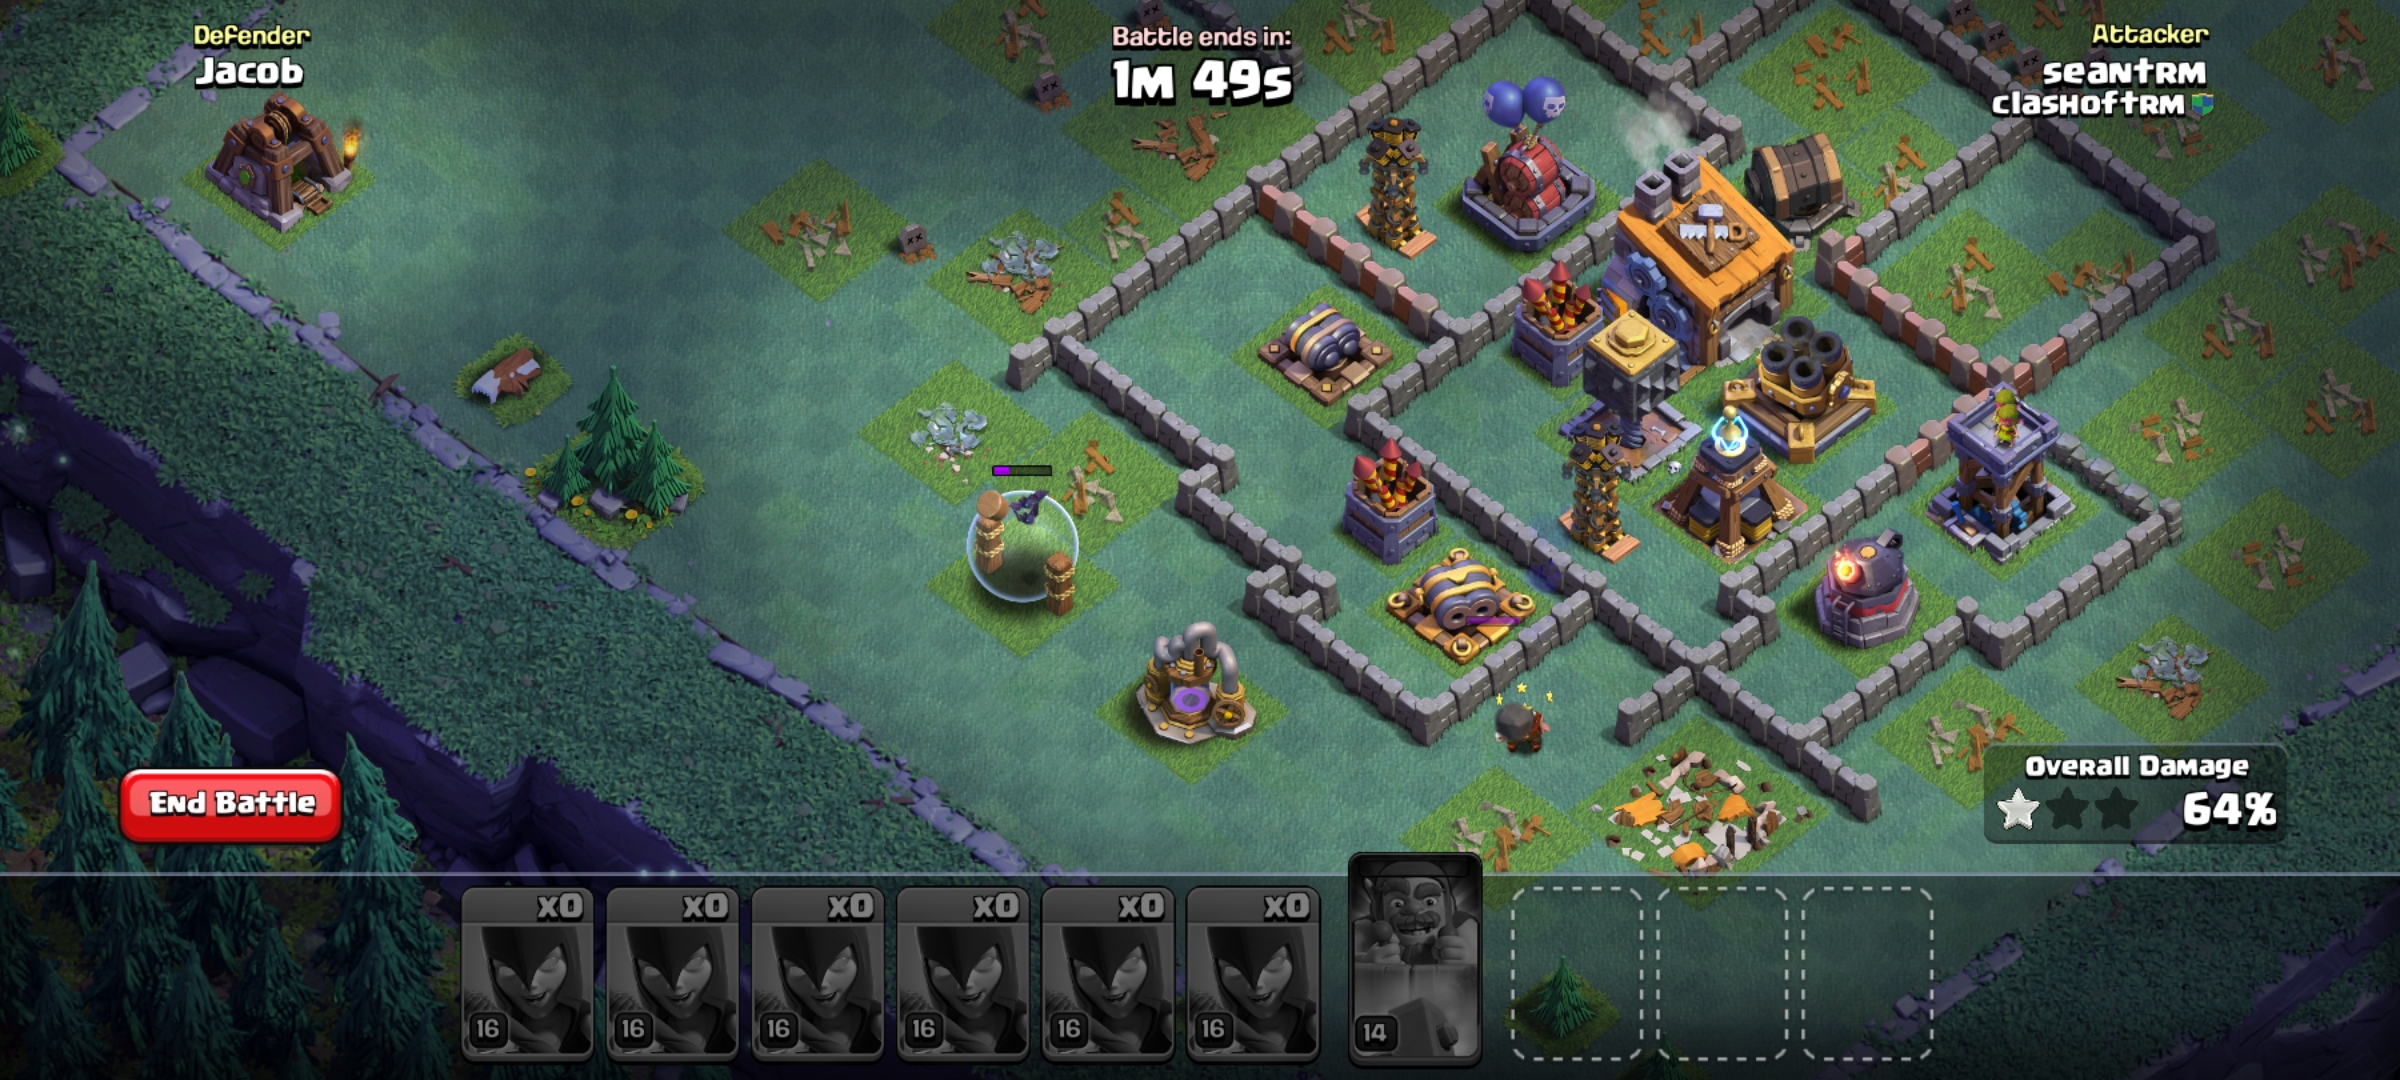 Defender
Jacob
Battle ends in:
1M 49s
Attacker
seantRM
clashoftRM
End Battle
Overall Damage
64%
x0
x0
x0
x0
x0
x0
16
16
16
16
16
16
14